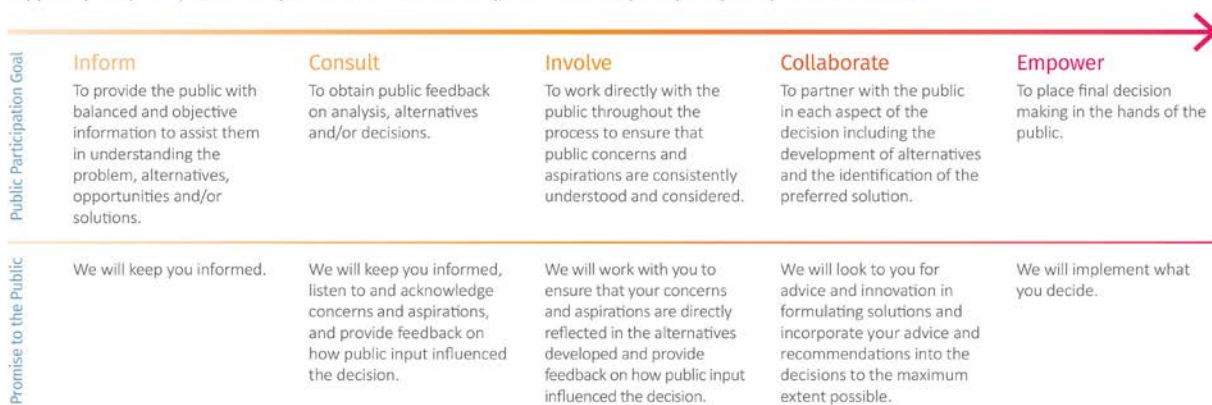 Public Participation Goal
Inform
To provide the public with
balanced and objective
information to assist them
in understanding the
problem, alternatives,
opportunities and/or
solutions.
Consult
To obtain public feedback
on analysis, alternatives
and/or decisions.
Involve
To work directly with the
public throughout the
process to ensure that
public concerns and
aspirations are consistently
understood and considered.
Collaborate
To partner with the public
in each aspect of the
decision including the
development of alternatives
and the identification of the
preferred solution.
Empower
To place final decision
making in the hands of the
public.
Promise to the Public
We will keep you informed.
We will keep you informed,
listen to and acknowledge
concerns and aspirations,
and provide feedback on
how public input influenced
the decision.
We will work with you to
ensure that your concerns
and aspirations are directly
reflected in the alternatives
developed and provide
feedback on how public input
influenced the decision.
We will look to you for
advice and innovation in
formulating solutions and
incorporate your advice and
recommendations into the
decisions to the maximum
extent possible.
We will implement what
you decide.